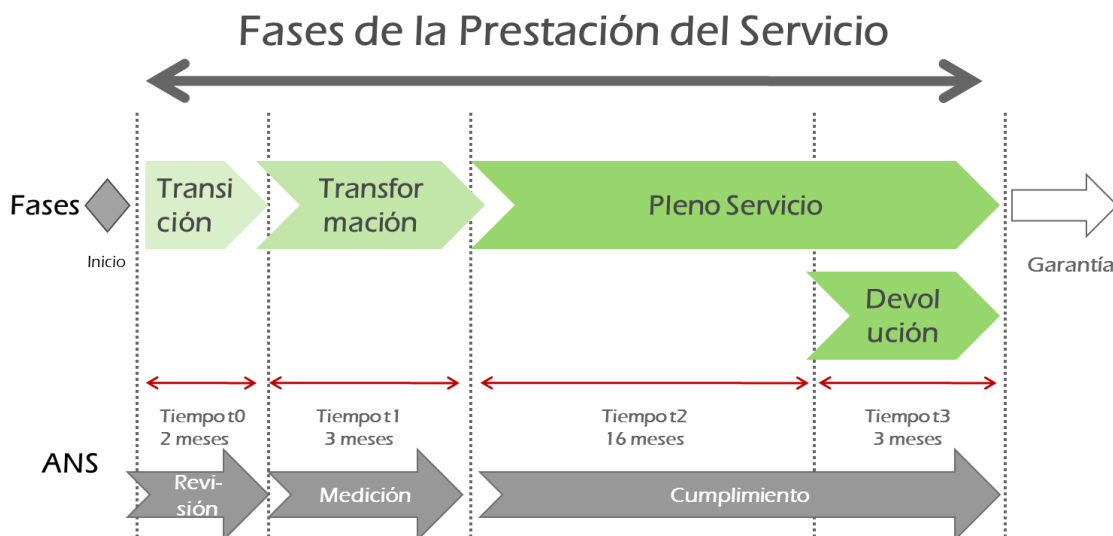 Fases de la Prestación del Servicio
Fases
Inicio
Transi
ción
Transfor
mación
Pleno Servicio
Garantía
Devol
ución
Tiempo t0
2 meses
Tiempo t1
3 meses
Tiempo t2
16 meses
Tiempo t3
3 meses
ANS
Revi-
sión
Medición
Cumplimiento